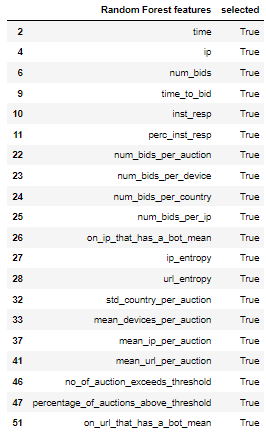 Random Forest features selected
2 time True
4 ip True
6 num_bids True
9 time_to_bid True
10 inst_resp True
11 perc_inst_resp True
22 num_bids_per_auction True
23 num_bids_per_device True
24 num_bids_per_country True
25 num_bids_per_ip True
26 on_ip_that_has_a_bot_mean True
27 ip_entropy True
28 url_entropy True
32 std_country_per_auction True
33 mean_devices_per_auction True
37 mean_ip_per_auction True
41 mean_url_per_auction True
46 no_of_auction_exceeds_threshold True
47 percentage_of_auctions_above_threshold True
51 on_url_that_has_a_bot_mean True